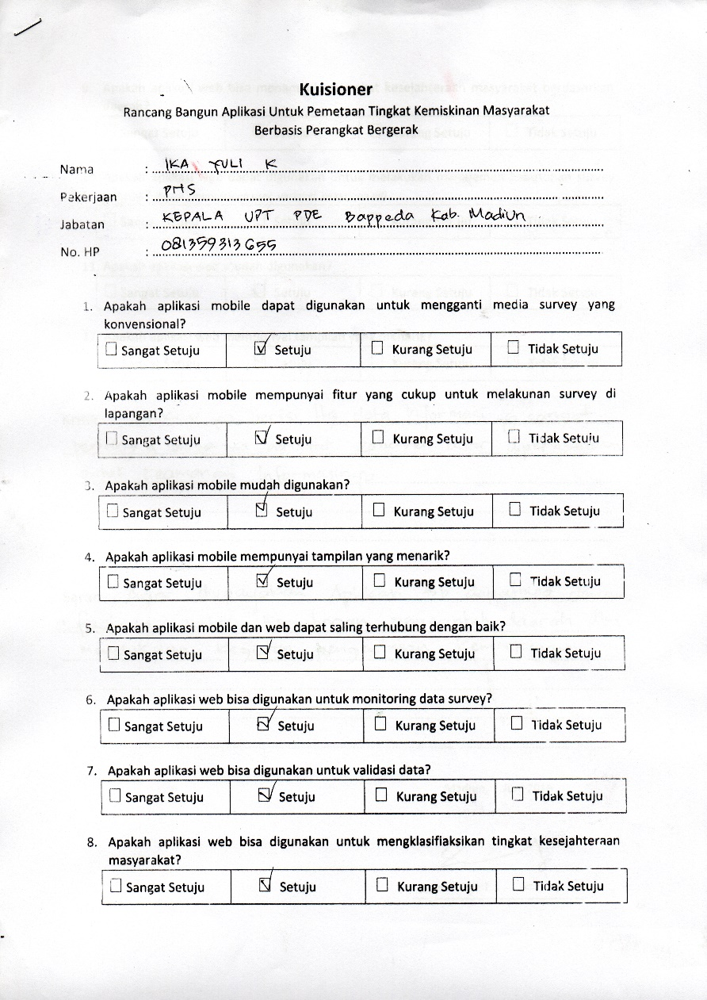 Kuisioner
Rancang Bangun Aplikasi Untuk Pemetaan Tingkat Kemiskinan Masyarakat
Berbasis Perangkat Bergerak
Nama : IKA YULI K
Pekerjaan : PNS
Jabatan : KEPALA UPT PDE Bappeda Kab. Madiun
No. HP : 081359313655
1. Apakah aplikasi mobile dapat digunakan untuk mengganti media survey yang
konvensional?
☐ Sangat Setuju ☑ Setuju ☐ Kurang Setuju ☐ Tidak Setuju
2. Apakah aplikasi mobile mempunyai fitur yang cukup untuk melakunan survey di
lapangan?
☐ Sangat Setuju ☑ Setuju ☐ Kurang Setuju ☐ Tidak Setuju
3. Apakah aplikasi mobile mudah digunakan?
☐ Sangat Setuju ☑ Setuju ☐ Kurang Setuju ☐ Tidak Setuju
4. Apakah aplikasi mobile mempunyai tampilan yang menarik?
☐ Sangat Setuju ☑ Setuju ☐ Kurang Setuju ☐ Tidak Setuju
5. Apakah aplikasi mobile dan web dapat saling terhubung dengan baik?
☐ Sangat Setuju ☑ Setuju ☐ Kurang Setuju ☐ Tidak Setuju
6. Apakah aplikasi web bisa digunakan untuk monitoring data survey?
☐ Sangat Setuju ☑ Setuju ☐ Kurang Setuju ☐ Tidak Setuju
7. Apakah aplikasi web bisa digunakan untuk validasi data?
☐ Sangat Setuju ☑ Setuju ☐ Kurang Setuju ☐ Tidak Setuju
8. Apakah aplikasi web bisa digunakan untuk mengklasifiaksikan tingkat kesejahteraan
masyarakat?
☐ Sangat Setuju ☑ Setuju ☐ Kurang Setuju ☐ Tidak Setuju